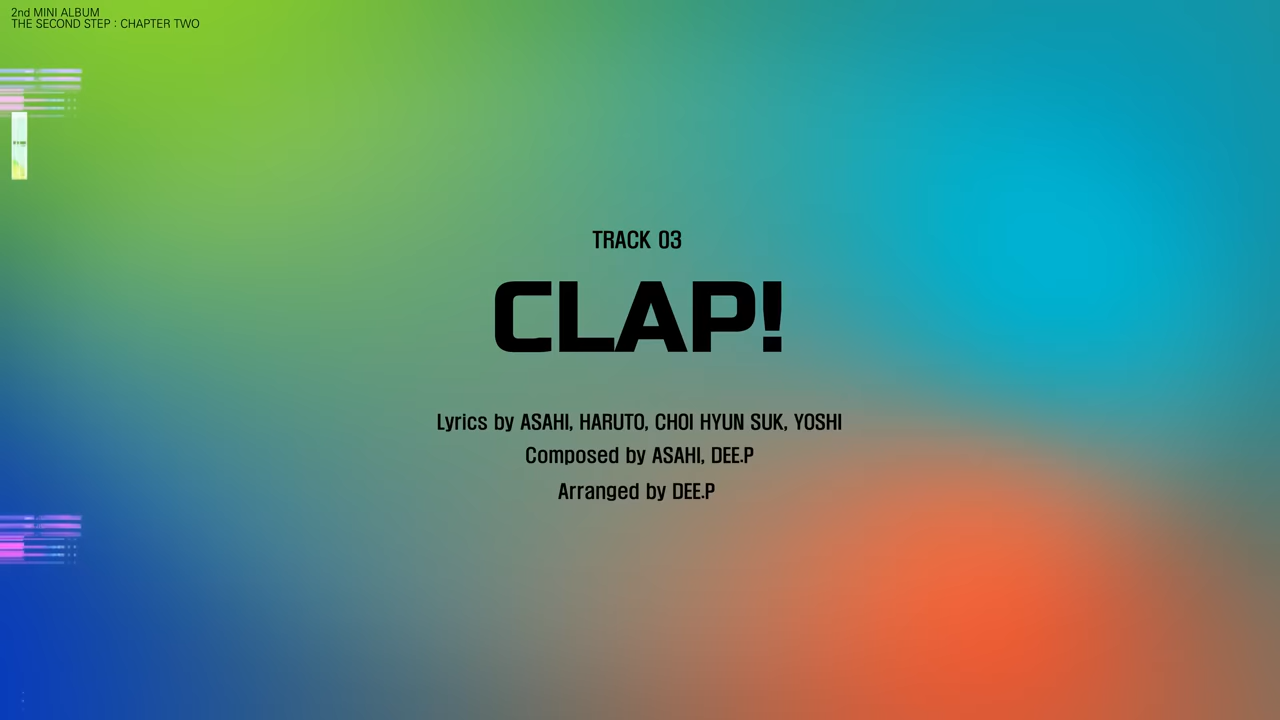 2nd MINI ALBUM
THE SECOND STEP : CHAPTER TWO
TRACK 03
CLAP!
Lyrics by ASAHI, HARUTO, CHOI HYUN SUK, YOSHI
Composed by ASAHI, DEE.P
Arranged by DEE.P